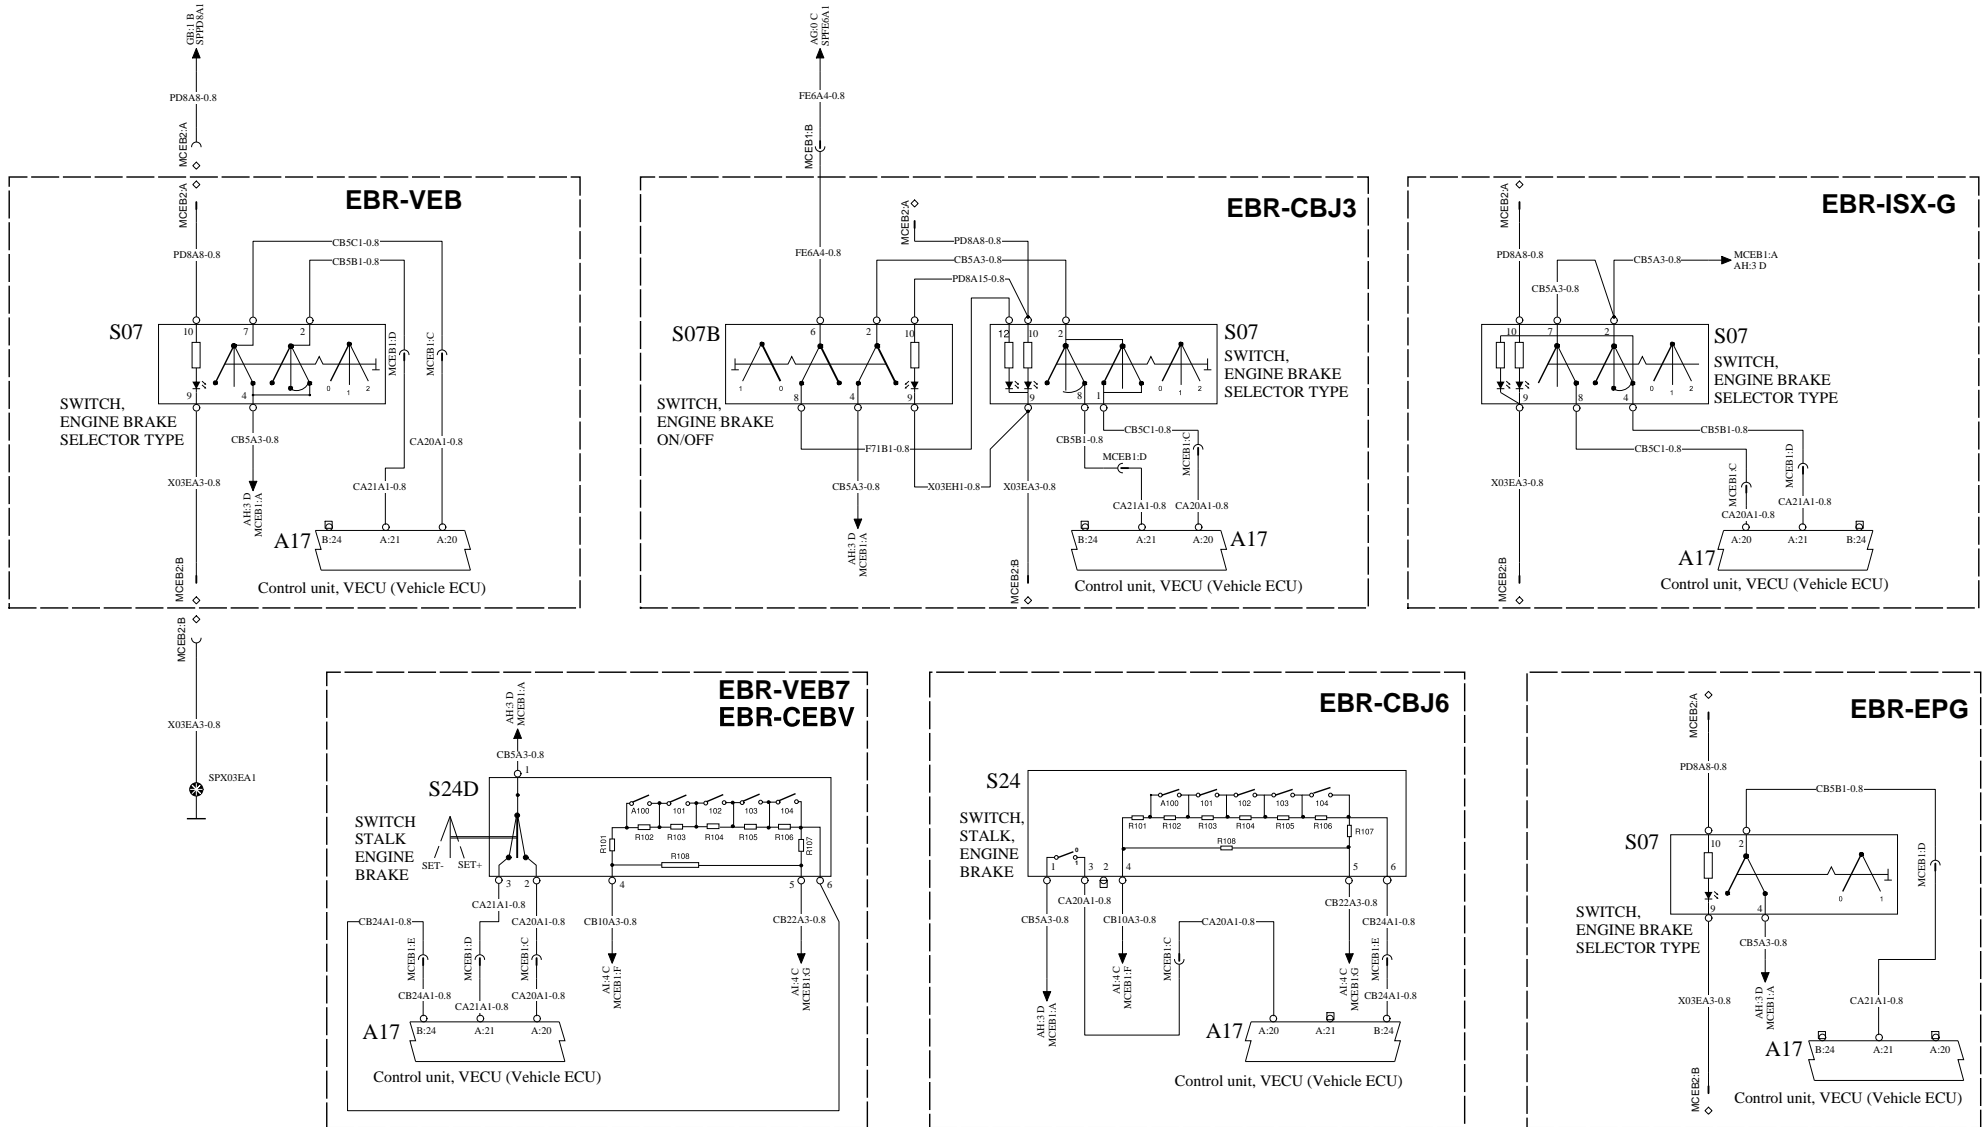 GB:1 B
SPPD8A1
PD8A8-0.8
MCEB2:A
AG:0 C
SPFE6A1
FE6A4-0.8
MCEB1:B
EBR-VEB
MCEB2:A
PD8A8-0.8
CB5C1-0.8
CB5B1-0.8
MCEB1:D
MCEB1:C
S07
10
7
2
0
1
2
9
4
SWITCH,
ENGINE BRAKE
SELECTOR TYPE
CB5A3-0.8
CA20A1-0.8
X03EA3-0.8
CA21A1-0.8
AH:3 D
MCEB1:A
A17
B:24
A:21
A:20
Control unit, VECU (Vehicle ECU)
MCEB2:B
MCEB2:B
X03EA3-0.8
SPX03EA1
EBR-CBJ3
MCEB2:A
FE6A4-0.8
PD8A8-0.8
CB5A3-0.8
PD8A15-0.8
S07B
6
2
10
1
0
8
4
9
SWITCH,
ENGINE BRAKE
ON/OFF
12
10
2
0
1
2
9
8
1
S07
SWITCH,
ENGINE BRAKE
SELECTOR TYPE
F71B1-0.8
CB5B1-0.8
CB5C1-0.8
MCEB1:D
MCEB1:C
CB5A3-0.8
X03EH1-0.8
X03EA3-0.8
CA21A1-0.8
CA20A1-0.8
AH:3 D
MCEB1:A
B:24
A:21
A:20
A17
MCEB2:B
Control unit, VECU (Vehicle ECU)
EBR-ISX-G
MCEB2:A
PD8A8-0.8
CB5A3-0.8
MCEB1:A
AH:3 D
CB5A3-0.8
10
7
2
0
1
2
9
8
4
S07
SWITCH,
ENGINE BRAKE
SELECTOR TYPE
CB5B1-0.8
CB5C1-0.8
MCEB1:C
MCEB1:D
X03EA3-0.8
CA21A1-0.8
CA20A1-0.8
A17
A:20
A:21
B:24
MCEB2:B
Control unit, VECU (Vehicle ECU)
EBR-VEB7
EBR-CEBV
AH:3 D
MCEB1:A
CB5A3-0.8
1
S24D
SWITCH
STALK
ENGINE
BRAKE
SET-
SET+
A100
101
102
103
104
R101
R102
R103
R104
R105
R106
R107
R108
3
2
4
5
6
CA21A1-0.8
CB24A1-0.8
CA20A1-0.8
CB10A3-0.8
CB22A3-0.8
MCEB1:E
MCEB1:D
MCEB1:C
AI:4 C
MCEB1:F
AI:4 C
MCEB1:G
CB24A1-0.8
CA21A1-0.8
CA20A1-0.8
A17
B:24
A:21
A:20
Control unit, VECU (Vehicle ECU)
EBR-CBJ6
S24
SWITCH,
STALK,
ENGINE
BRAKE
A100
101
102
103
104
R101
R102
R103
R104
R105
R106
R107
R108
0
1
1
3
2
4
5
6
CA20A1-0.8
CB22A3-0.8
CB5A3-0.8
CB10A3-0.8
CA20A1-0.8
CB24A1-0.8
MCEB1:C
MCEB1:E
AH:3 D
MCEB1:A
AI:4 C
MCEB1:F
AI:4 C
MCEB1:G
CB24A1-0.8
A17
A:20
A:21
B:24
Control unit, VECU (Vehicle ECU)
EBR-EPG
MCEB2:A
PD8A8-0.8
CB5B1-0.8
S07
10
2
0
1
9
4
MCEB1:D
SWITCH,
ENGINE BRAKE
SELECTOR TYPE
CB5A3-0.8
X03EA3-0.8
AH:3 D
MCEB1:A
CA21A1-0.8
A17
B:24
A:21
A:20
MCEB2:B
Control unit, VECU (Vehicle ECU)